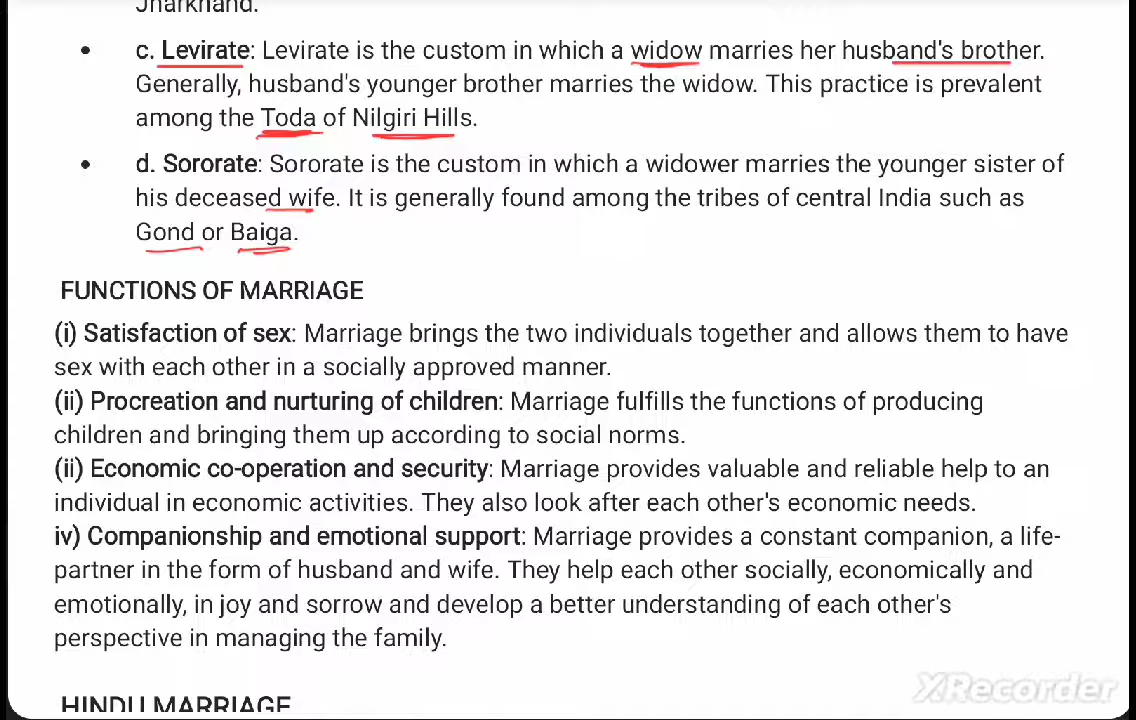 Jharkhand.
• c. Levirate: Levirate is the custom in which a widow marries her husband's brother.
Generally, husband's younger brother marries the widow. This practice is prevalent
among the Toda of Nilgiri Hills.
• d. Sororate: Sororate is the custom in which a widower marries the younger sister of
his deceased wife. It is generally found among the tribes of central India such as
Gond or Baiga.
FUNCTIONS OF MARRIAGE
(i) Satisfaction of sex: Marriage brings the two individuals together and allows them to have
sex with each other in a socially approved manner.
(ii) Procreation and nurturing of children: Marriage fulfills the functions of producing
children and bringing them up according to social norms.
(ii) Economic co-operation and security: Marriage provides valuable and reliable help to an
individual in economic activities. They also look after each other's economic needs.
iv) Companionship and emotional support: Marriage provides a constant companion, a life-
partner in the form of husband and wife. They help each other socially, economically and
emotionally, in joy and sorrow and develop a better understanding of each other's
perspective in managing the family.
HINDU MARRIAGE
XRecorder